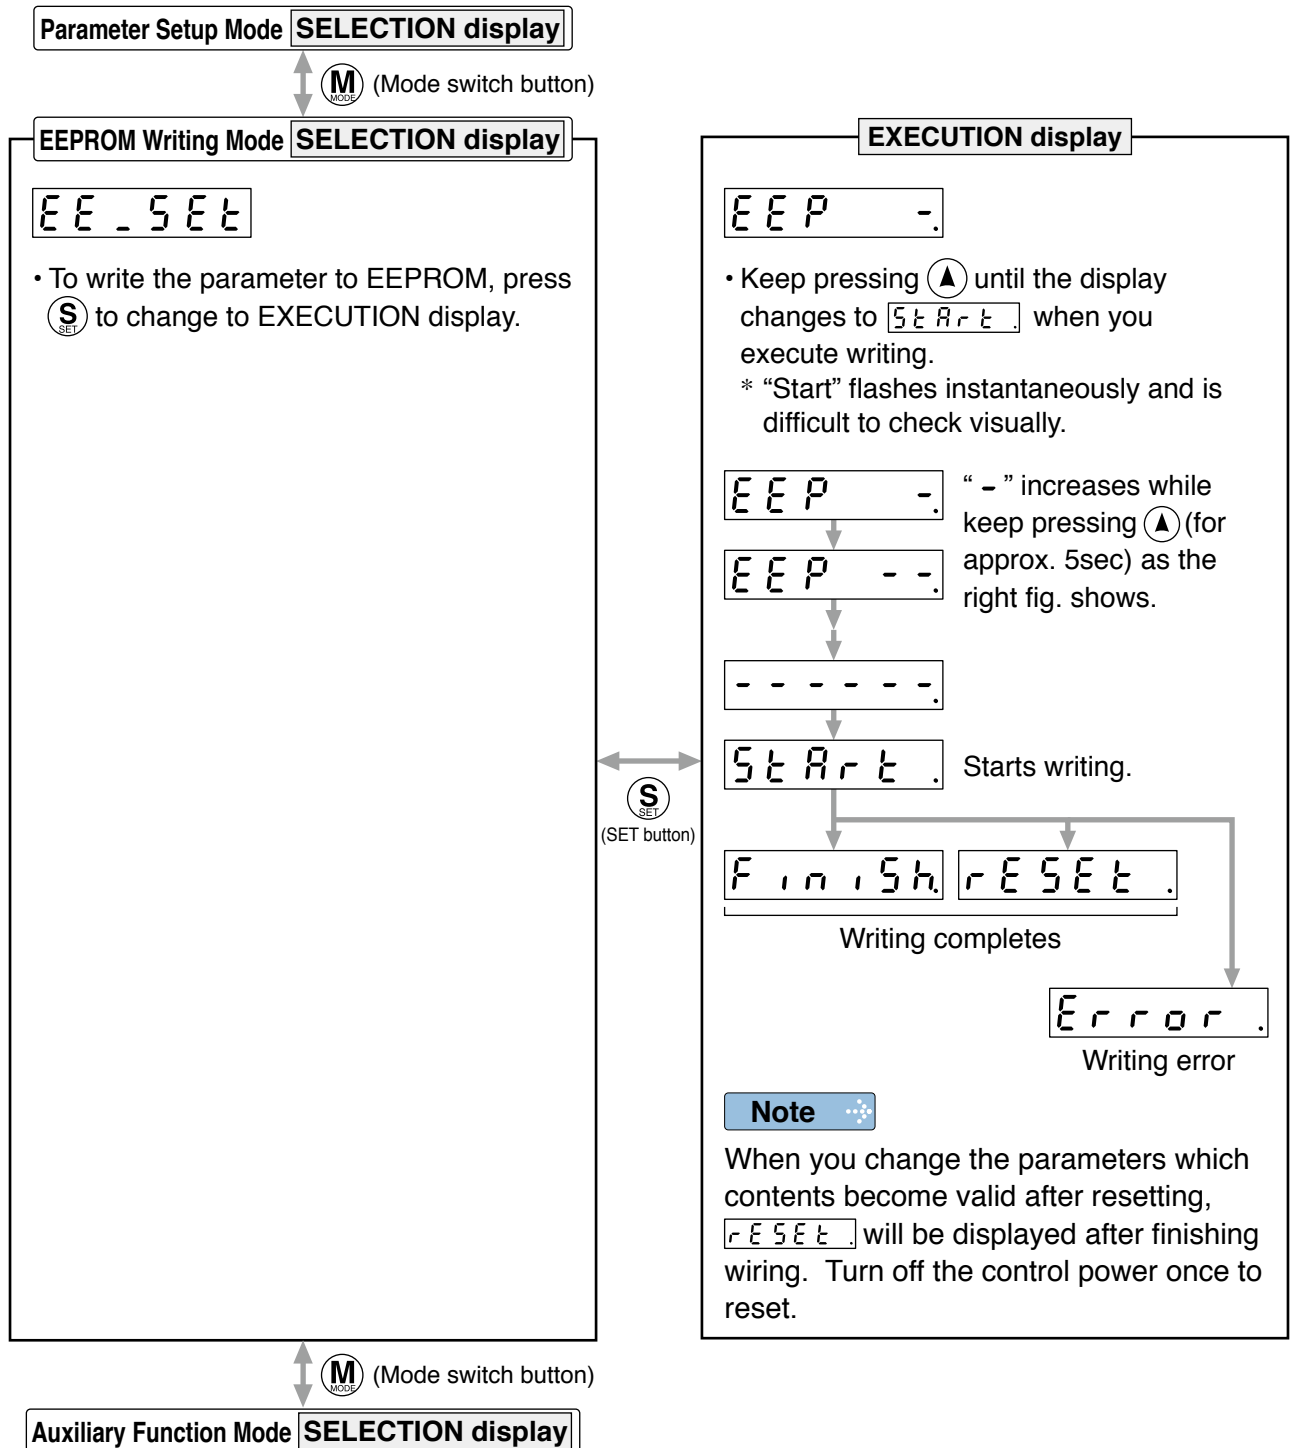 Parameter Setup Mode SELECTION display
M MODE (Mode switch button)
EEPROM Writing Mode SELECTION display
EE_SEt
• To write the parameter to EEPROM, press
S SET to change to EXECUTION display.
S SET
(SET button)
EXECUTION display
EEP -.
• Keep pressing ▲ until the display
changes to StArt . when you
execute writing.
* “Start” flashes instantaneously and is
difficult to check visually.
EEP -.
“ – ” increases while
keep pressing ▲ (for
approx. 5sec) as the
right fig. shows.
EEP --.
------.
StArt . Starts writing.
FiniSh. rESEt .
Writing completes
Error .
Writing error
Note
When you change the parameters which
contents become valid after resetting,
rESEt . will be displayed after finishing
wiring. Turn off the control power once to
reset.
M MODE (Mode switch button)
Auxiliary Function Mode SELECTION display